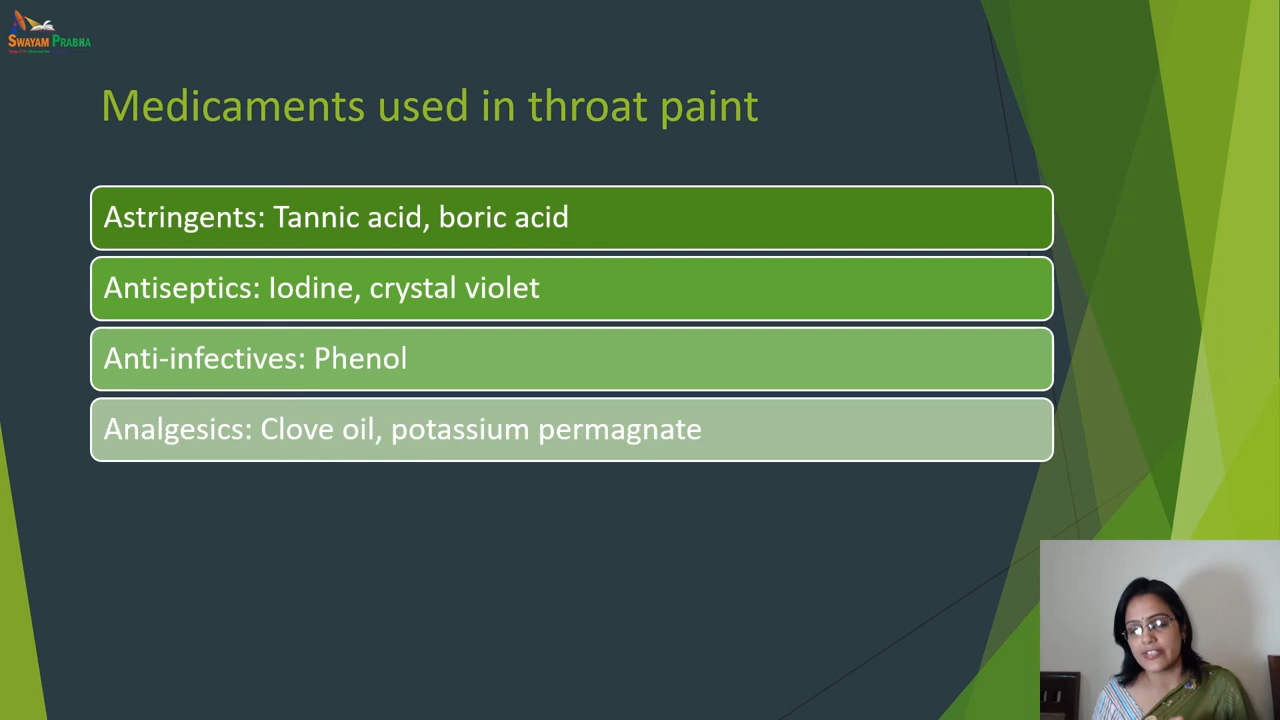 SWAYAM PRABHA
Medicaments used in throat paint
Astringents: Tannic acid, boric acid
Antiseptics: Iodine, crystal violet
Anti-infectives: Phenol
Analgesics: Clove oil, potassium permagnate